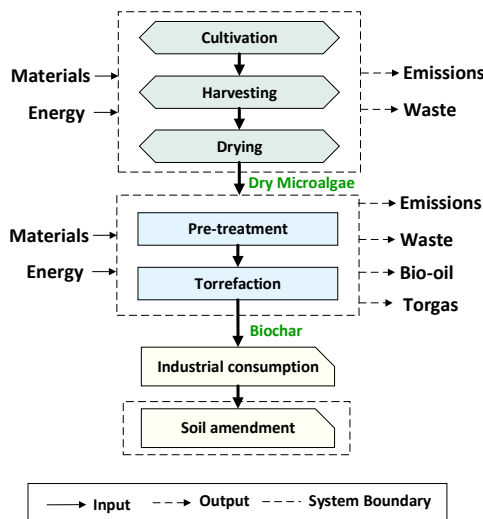 Cultivation
Materials
Emissions
Harvesting
Energy
Waste
Drying
Dry Microalgae
Emissions
Materials
Pre-treatment
Waste
Energy
Torrefaction
Bio-oil
Torgas
Biochar
Industrial consumption
Soil amendment
Input
Output
System Boundary